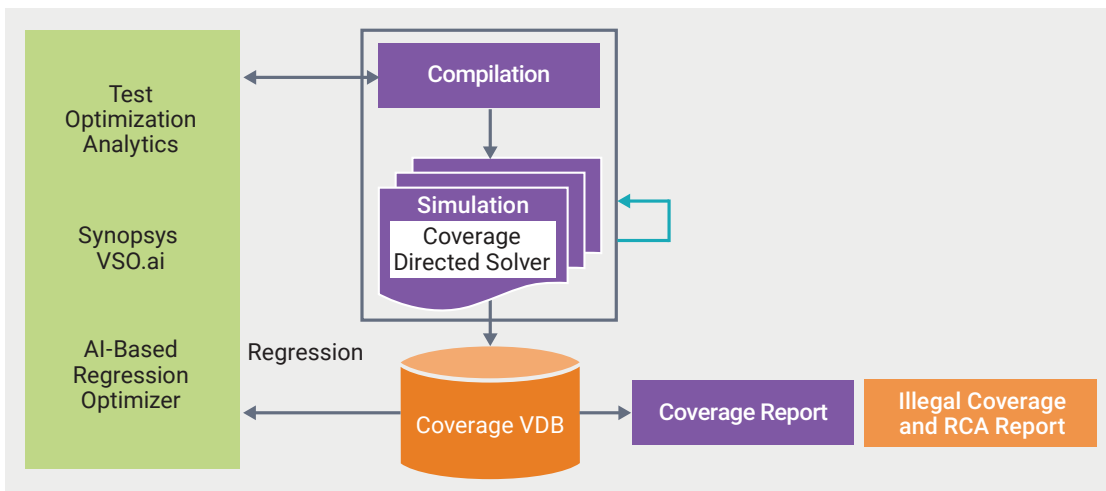 Test
Optimization
Analytics
Synopsys
VSO.ai
AI-Based
Regression
Optimizer
Compilation
Simulation
Coverage
Directed Solver
Regression
Coverage VDB
Coverage Report
Illegal Coverage
and RCA Report